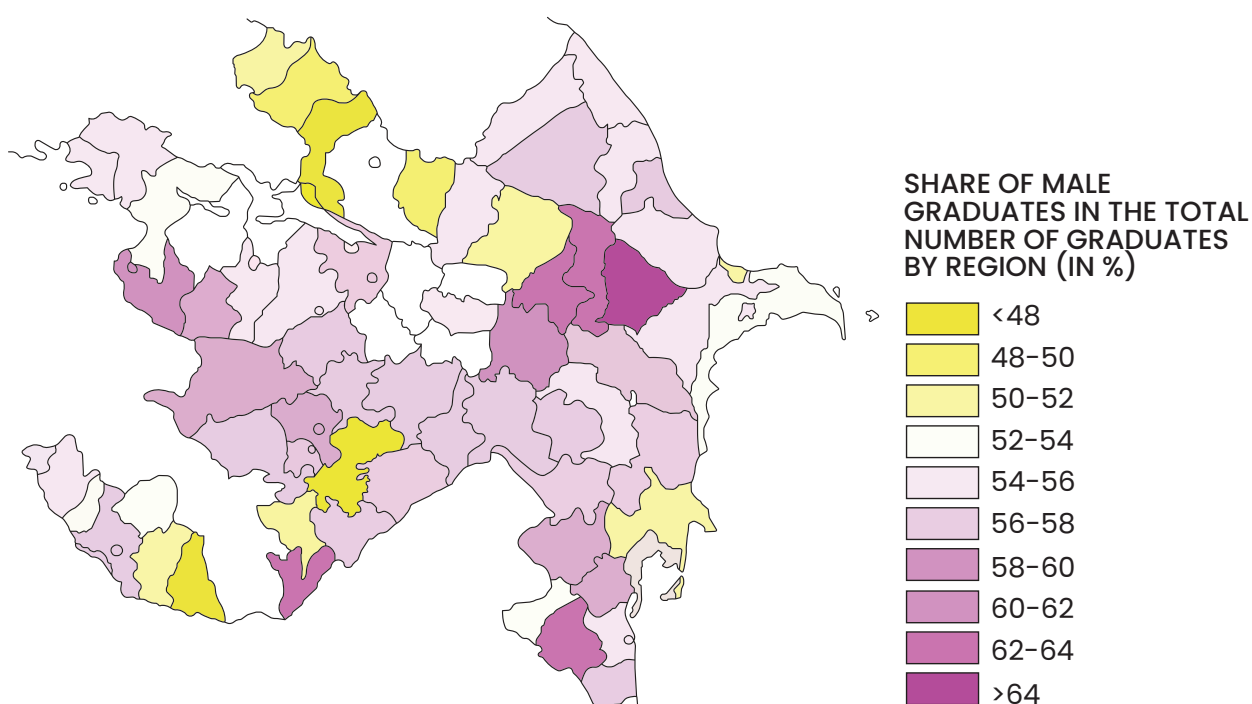 SHARE OF MALE
GRADUATES IN THE TOTAL
NUMBER OF GRADUATES
BY REGION (IN %)
<48
48–50
50–52
52–54
54–56
56–58
58–60
60–62
62–64
>64